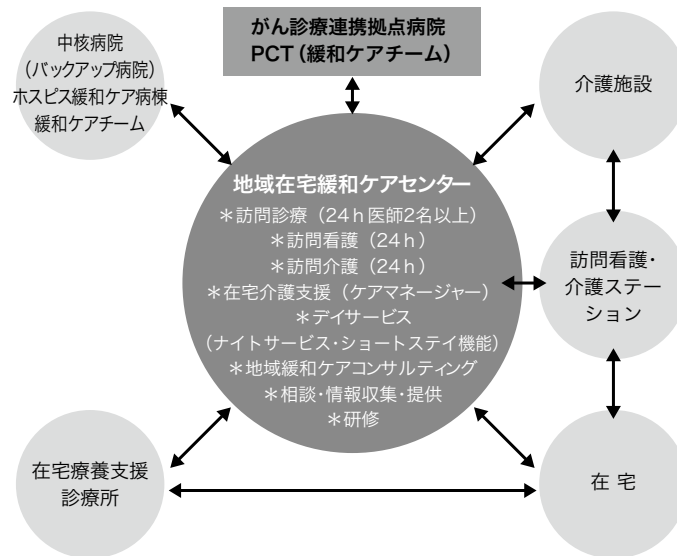 中核病院
（バックアップ病院）
ホスピス緩和ケア病棟
緩和ケアチーム
がん診療連携拠点病院
PCT（緩和ケアチーム）
介護施設
地域在宅緩和ケアセンター
＊訪問診療（24ｈ医師2名以上）
＊訪問看護（24ｈ）
＊訪問介護（24ｈ）
＊在宅介護支援（ケアマネージャー）
＊デイサービス
（ナイトサービス・ショートステイ機能）
＊地域緩和ケアコンサルティング
＊相談・情報収集・提供
＊研修
訪問看護・
介護ステー
ション
在宅療養支援
診療所
在 宅